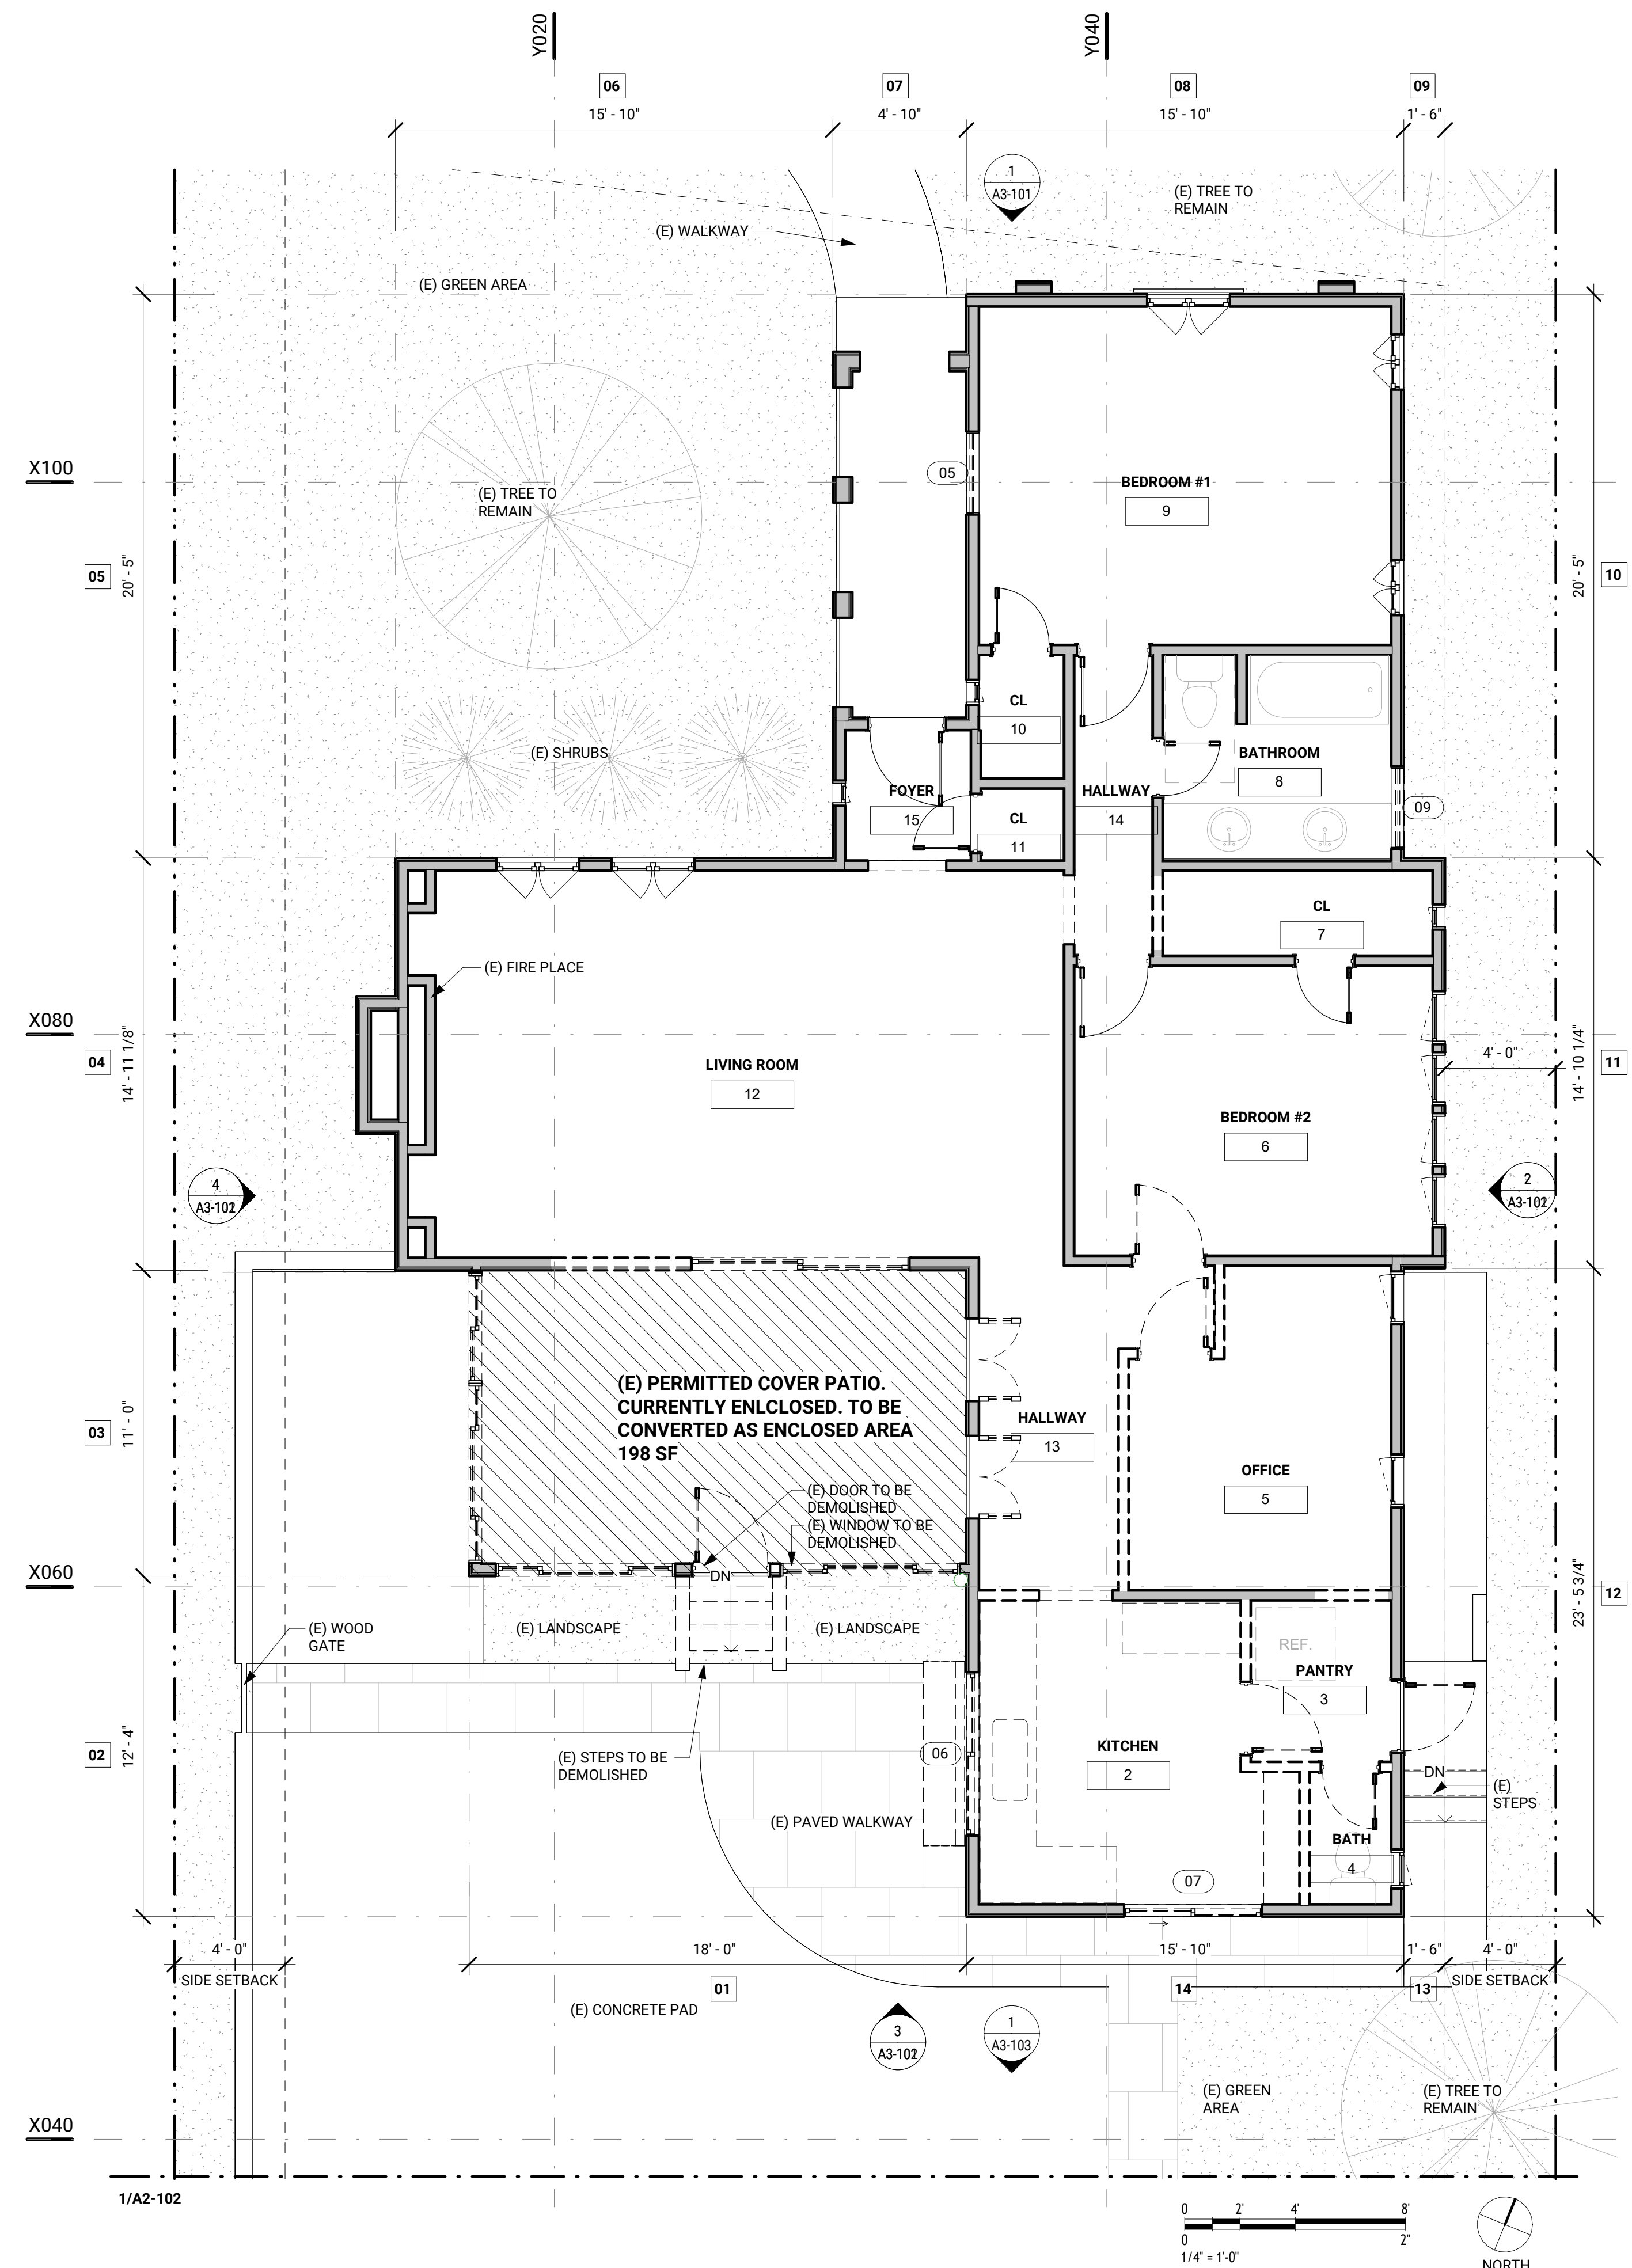 Y020
Y040
06
07
08
09
15' - 10"
4' - 10"
15' - 10"
1' - 6"
1
A3-101
(E) TREE TO
REMAIN
(E) WALKWAY
(E) GREEN AREA
X100
05
BEDROOM #1
9
(E) TREE TO
REMAIN
05
20' - 5"
20' - 5"
10
CL
10
(E) SHRUBS
BATHROOM
8
FOYER
15
HALLWAY
14
09
CL
11
CL
7
(E) FIRE PLACE
X080
04
14' - 11 1/8"
LIVING ROOM
12
4' - 0"
14' - 10 1/4"
11
BEDROOM #2
6
4
2
(E) PERMITTED COVER PATIO.
CURRENTLY ENLCLOSED. TO BE
CONVERTED AS ENCLOSED AREA
198 SF
03
11' - 0"
HALLWAY
13
OFFICE
5
(E) DOOR TO BE
DEMOLISHED
(E) WINDOW TO BE
DEMOLISHED
X060
DN
23' - 5 3/4"
12
(E) WOOD
GATE
(E) LANDSCAPE
(E) LANDSCAPE
REF.
PANTRY
3
02
12' - 4"
(E) STEPS TO BE
DEMOLISHED
06
KITCHEN
2
DN
(E)
STEPS
(E) PAVED WALKWAY
BATH
4
07
4' - 0"
18' - 0"
15' - 10"
1' - 6"
4' - 0"
SIDE SETBACK
SIDE SETBACK
01
14
13
(E) CONCRETE PAD
3
1
A3-103
(E) GREEN
AREA
(E) TREE TO
REMAIN
X040
1/A2-102
0 2' 4' 8'
0 2"
1/4" = 1'-0"
NORTH